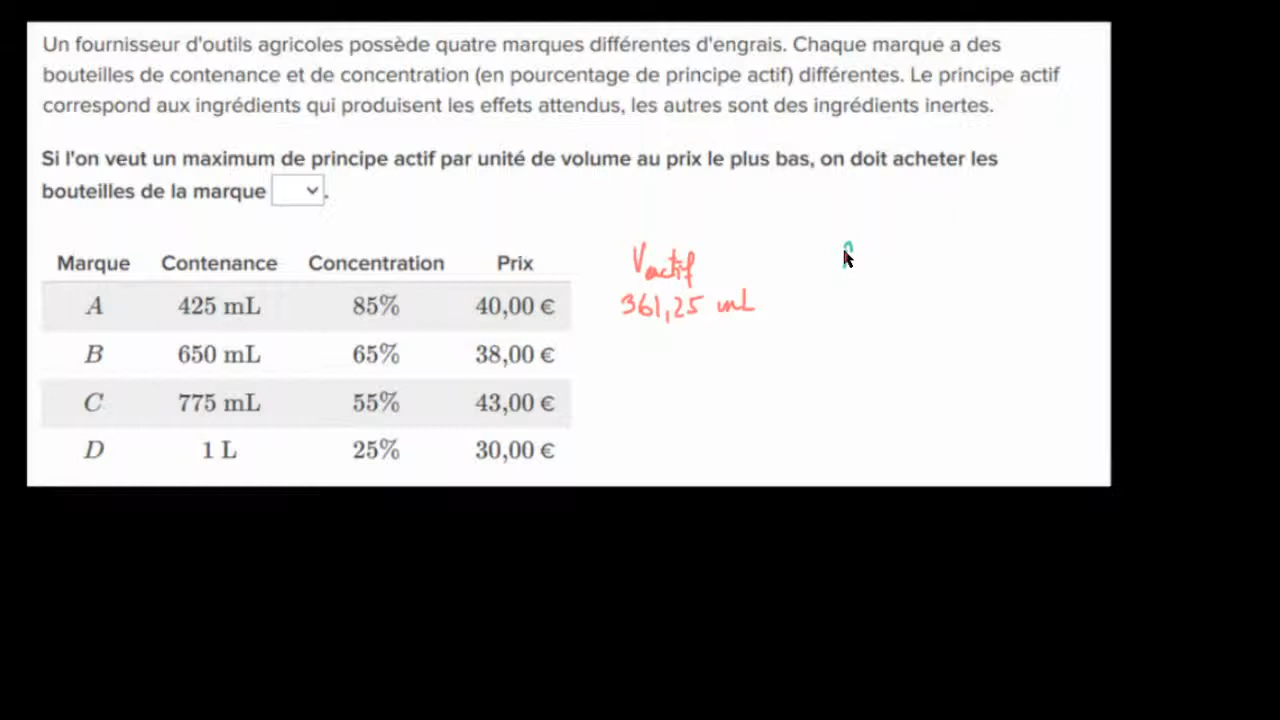 Un fournisseur d'outils agricoles possède quatre marques différentes d'engrais. Chaque marque a des
bouteilles de contenance et de concentration (en pourcentage de principe actif) différentes. Le principe actif
correspond aux ingrédients qui produisent les effets attendus, les autres sont des ingrédients inertes.
Si l'on veut un maximum de principe actif par unité de volume au prix le plus bas, on doit acheter les
bouteilles de la marque .
Marque Contenance Concentration Prix Vactif
A 425 mL 85% 40,00 € 361,25 mL
B 650 mL 65% 38,00 €
C 775 mL 55% 43,00 €
D 1 L 25% 30,00 €